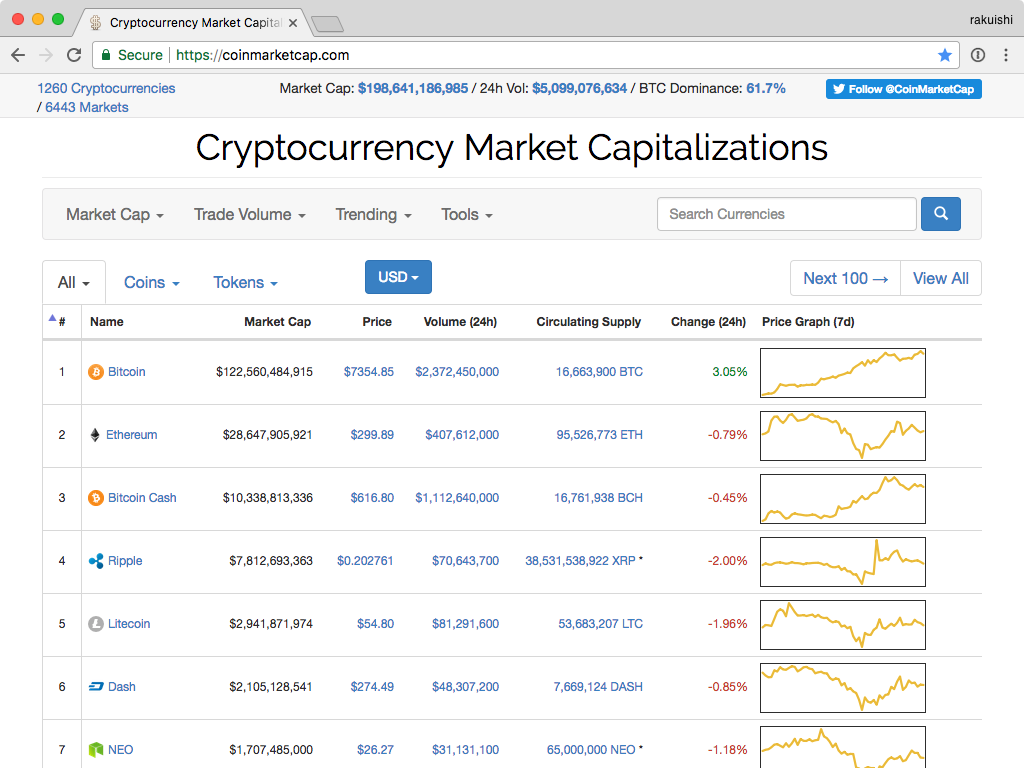 Cryptocurrency Market Capital
rakuishi
Secure https://coinmarketcap.com
1260 Cryptocurrencies
/ 6443 Markets
Market Cap: $198,641,186,985 / 24h Vol: $5,099,076,634 / BTC Dominance: 61.7%
Follow @CoinMarketCap
Cryptocurrency Market Capitalizations
Market Cap Trade Volume Trending Tools Search Currencies
All Coins Tokens USD Next 100 → View All
# Name Market Cap Price Volume (24h) Circulating Supply Change (24h) Price Graph (7d)
1 Bitcoin $122,560,484,915 $7354.85 $2,372,450,000 16,663,900 BTC 3.05%
2 Ethereum $28,647,905,921 $299.89 $407,612,000 95,526,773 ETH -0.79%
3 Bitcoin Cash $10,338,813,336 $616.80 $1,112,640,000 16,761,938 BCH -0.45%
4 Ripple $7,812,693,363 $0.202761 $70,643,700 38,531,538,922 XRP * -2.00%
5 Litecoin $2,941,871,974 $54.80 $81,291,600 53,683,207 LTC -1.96%
6 Dash $2,105,128,541 $274.49 $48,307,200 7,669,124 DASH -0.85%
7 NEO $1,707,485,000 $26.27 $31,131,100 65,000,000 NEO * -1.18%